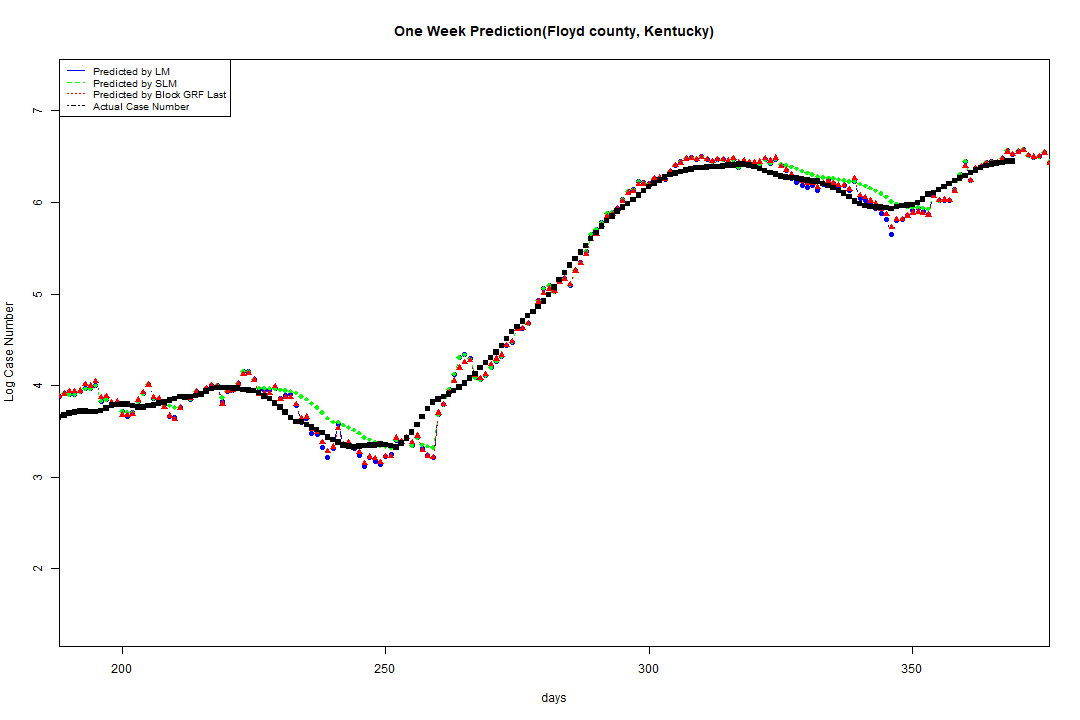 One Week Prediction(Floyd county, Kentucky)
Predicted by LM
Predicted by SLM
Predicted by Block GRF Last
Actual Case Number
7
6
5
4
3
2
Log Case Number
200
250
300
350
days